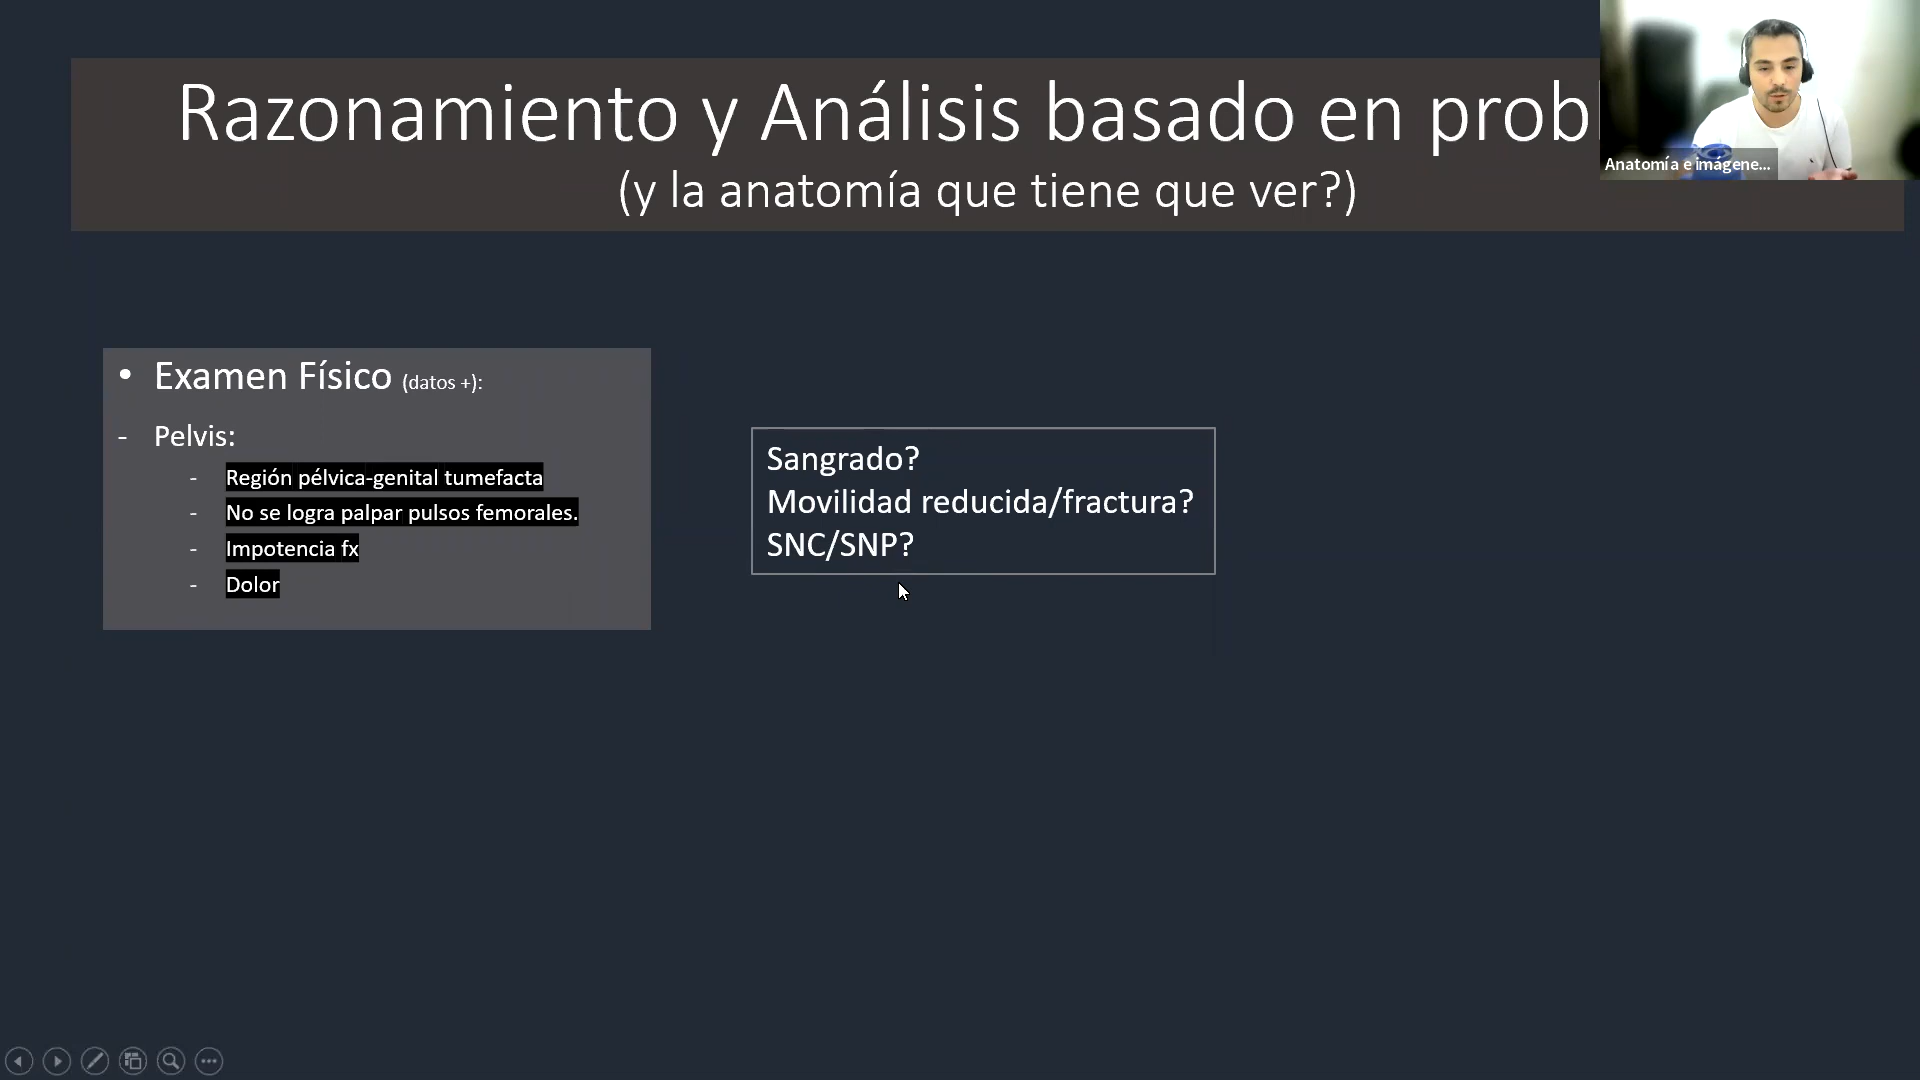 Razonamiento y Análisis basado en prob
(y la anatomía que tiene que ver?)
Anatomía e imágene...
• Examen Físico (datos +):
- Pelvis:
- Región pélvica-genital tumefacta
- No se logra palpar pulsos femorales.
- Impotencia fx
- Dolor
Sangrado?
Movilidad reducida/fractura?
SNC/SNP?